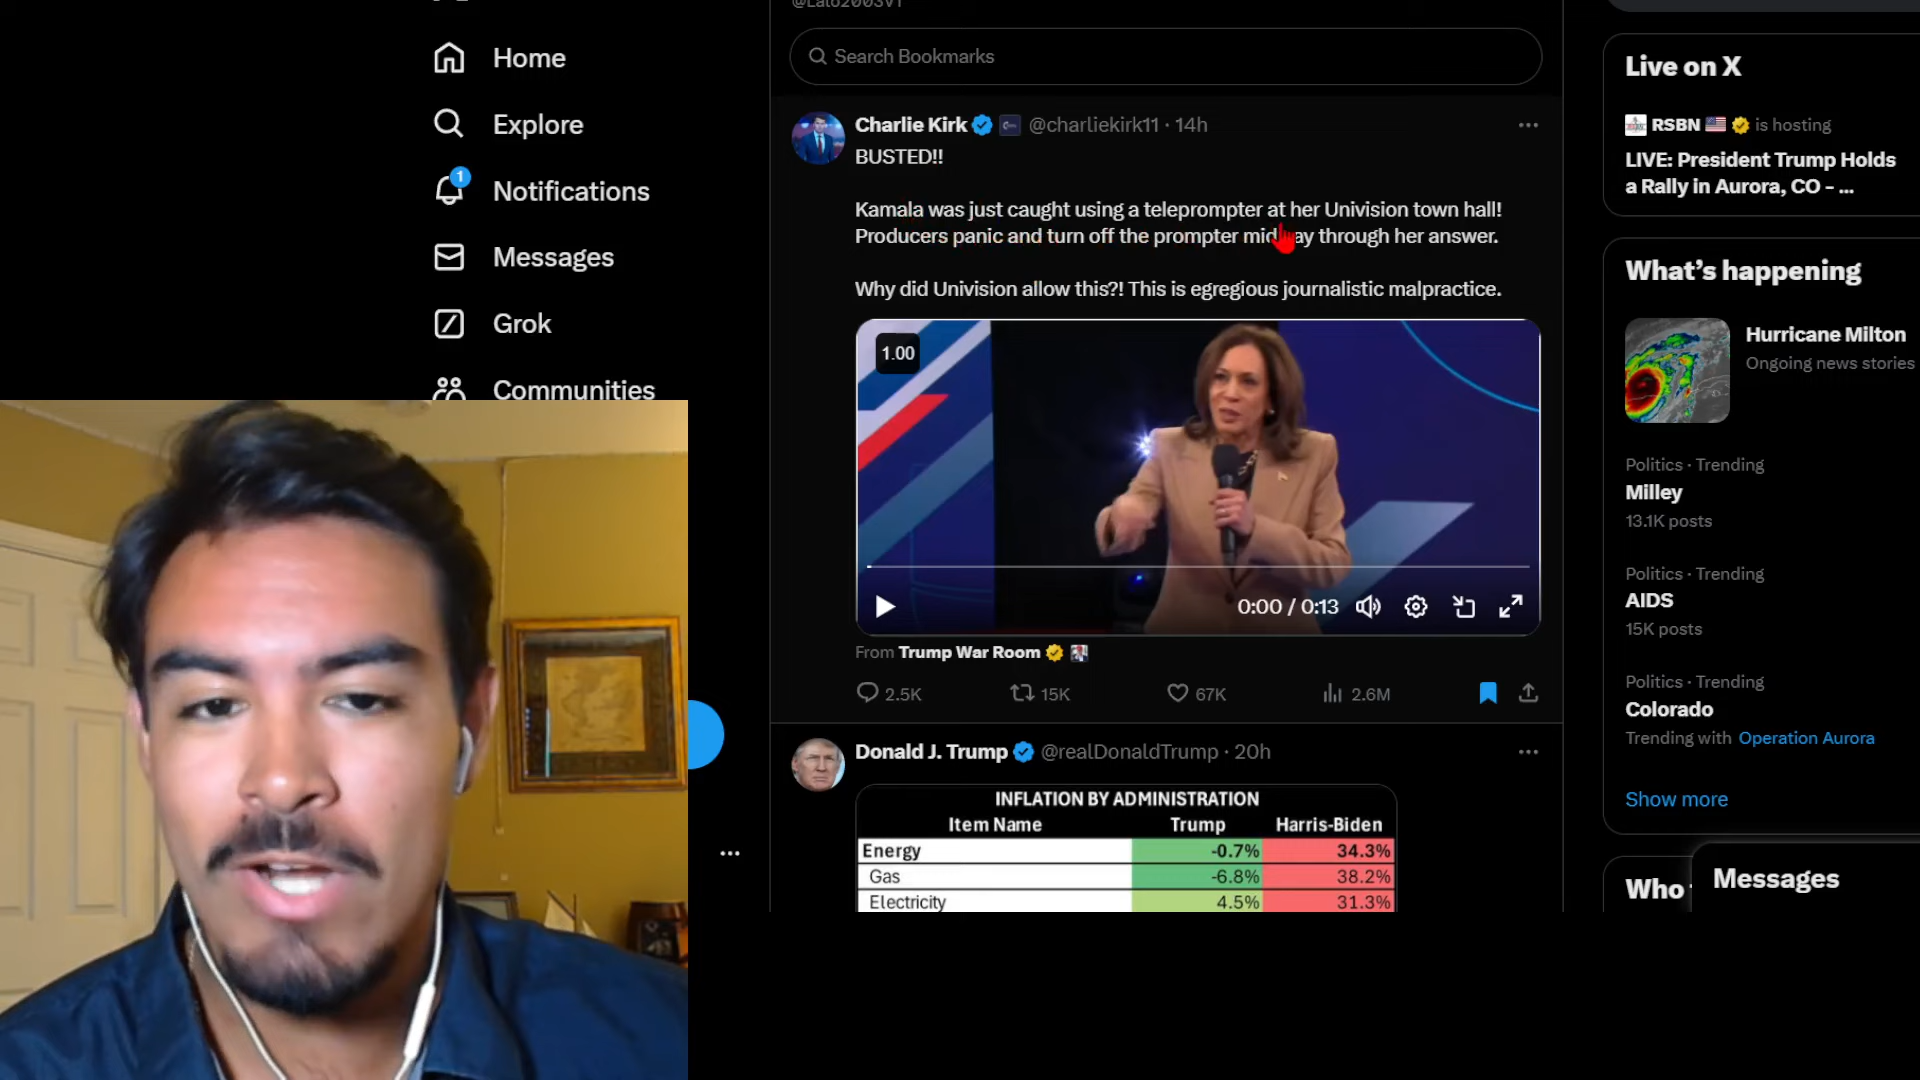 Home
Explore
1
Notifications
Messages
Grok
Communities
Search Bookmarks
Charlie Kirk @charliekirk11 · 14h
BUSTED!!
Kamala was just caught using a teleprompter at her Univision town hall!
Producers panic and turn off the prompter midway through her answer.
Why did Univision allow this?! This is egregious journalistic malpractice.
1.00
0:00 / 0:13
From Trump War Room
2.5K 15K 67K 2.6M
Donald J. Trump @realDonaldTrump · 20h
INFLATION BY ADMINISTRATION
Item Name Trump Harris-Biden
Energy -0.7% 34.3%
Gas -6.8% 38.2%
Electricity 4.5% 31.3%
Live on X
RSBN is hosting
LIVE: President Trump Holds
a Rally in Aurora, CO – ...
What's happening
Hurricane Milton
Ongoing news stories
Politics · Trending
Milley
13.1K posts
Politics · Trending
AIDS
15K posts
Politics · Trending
Colorado
Trending with Operation Aurora
Show more
Who
Messages